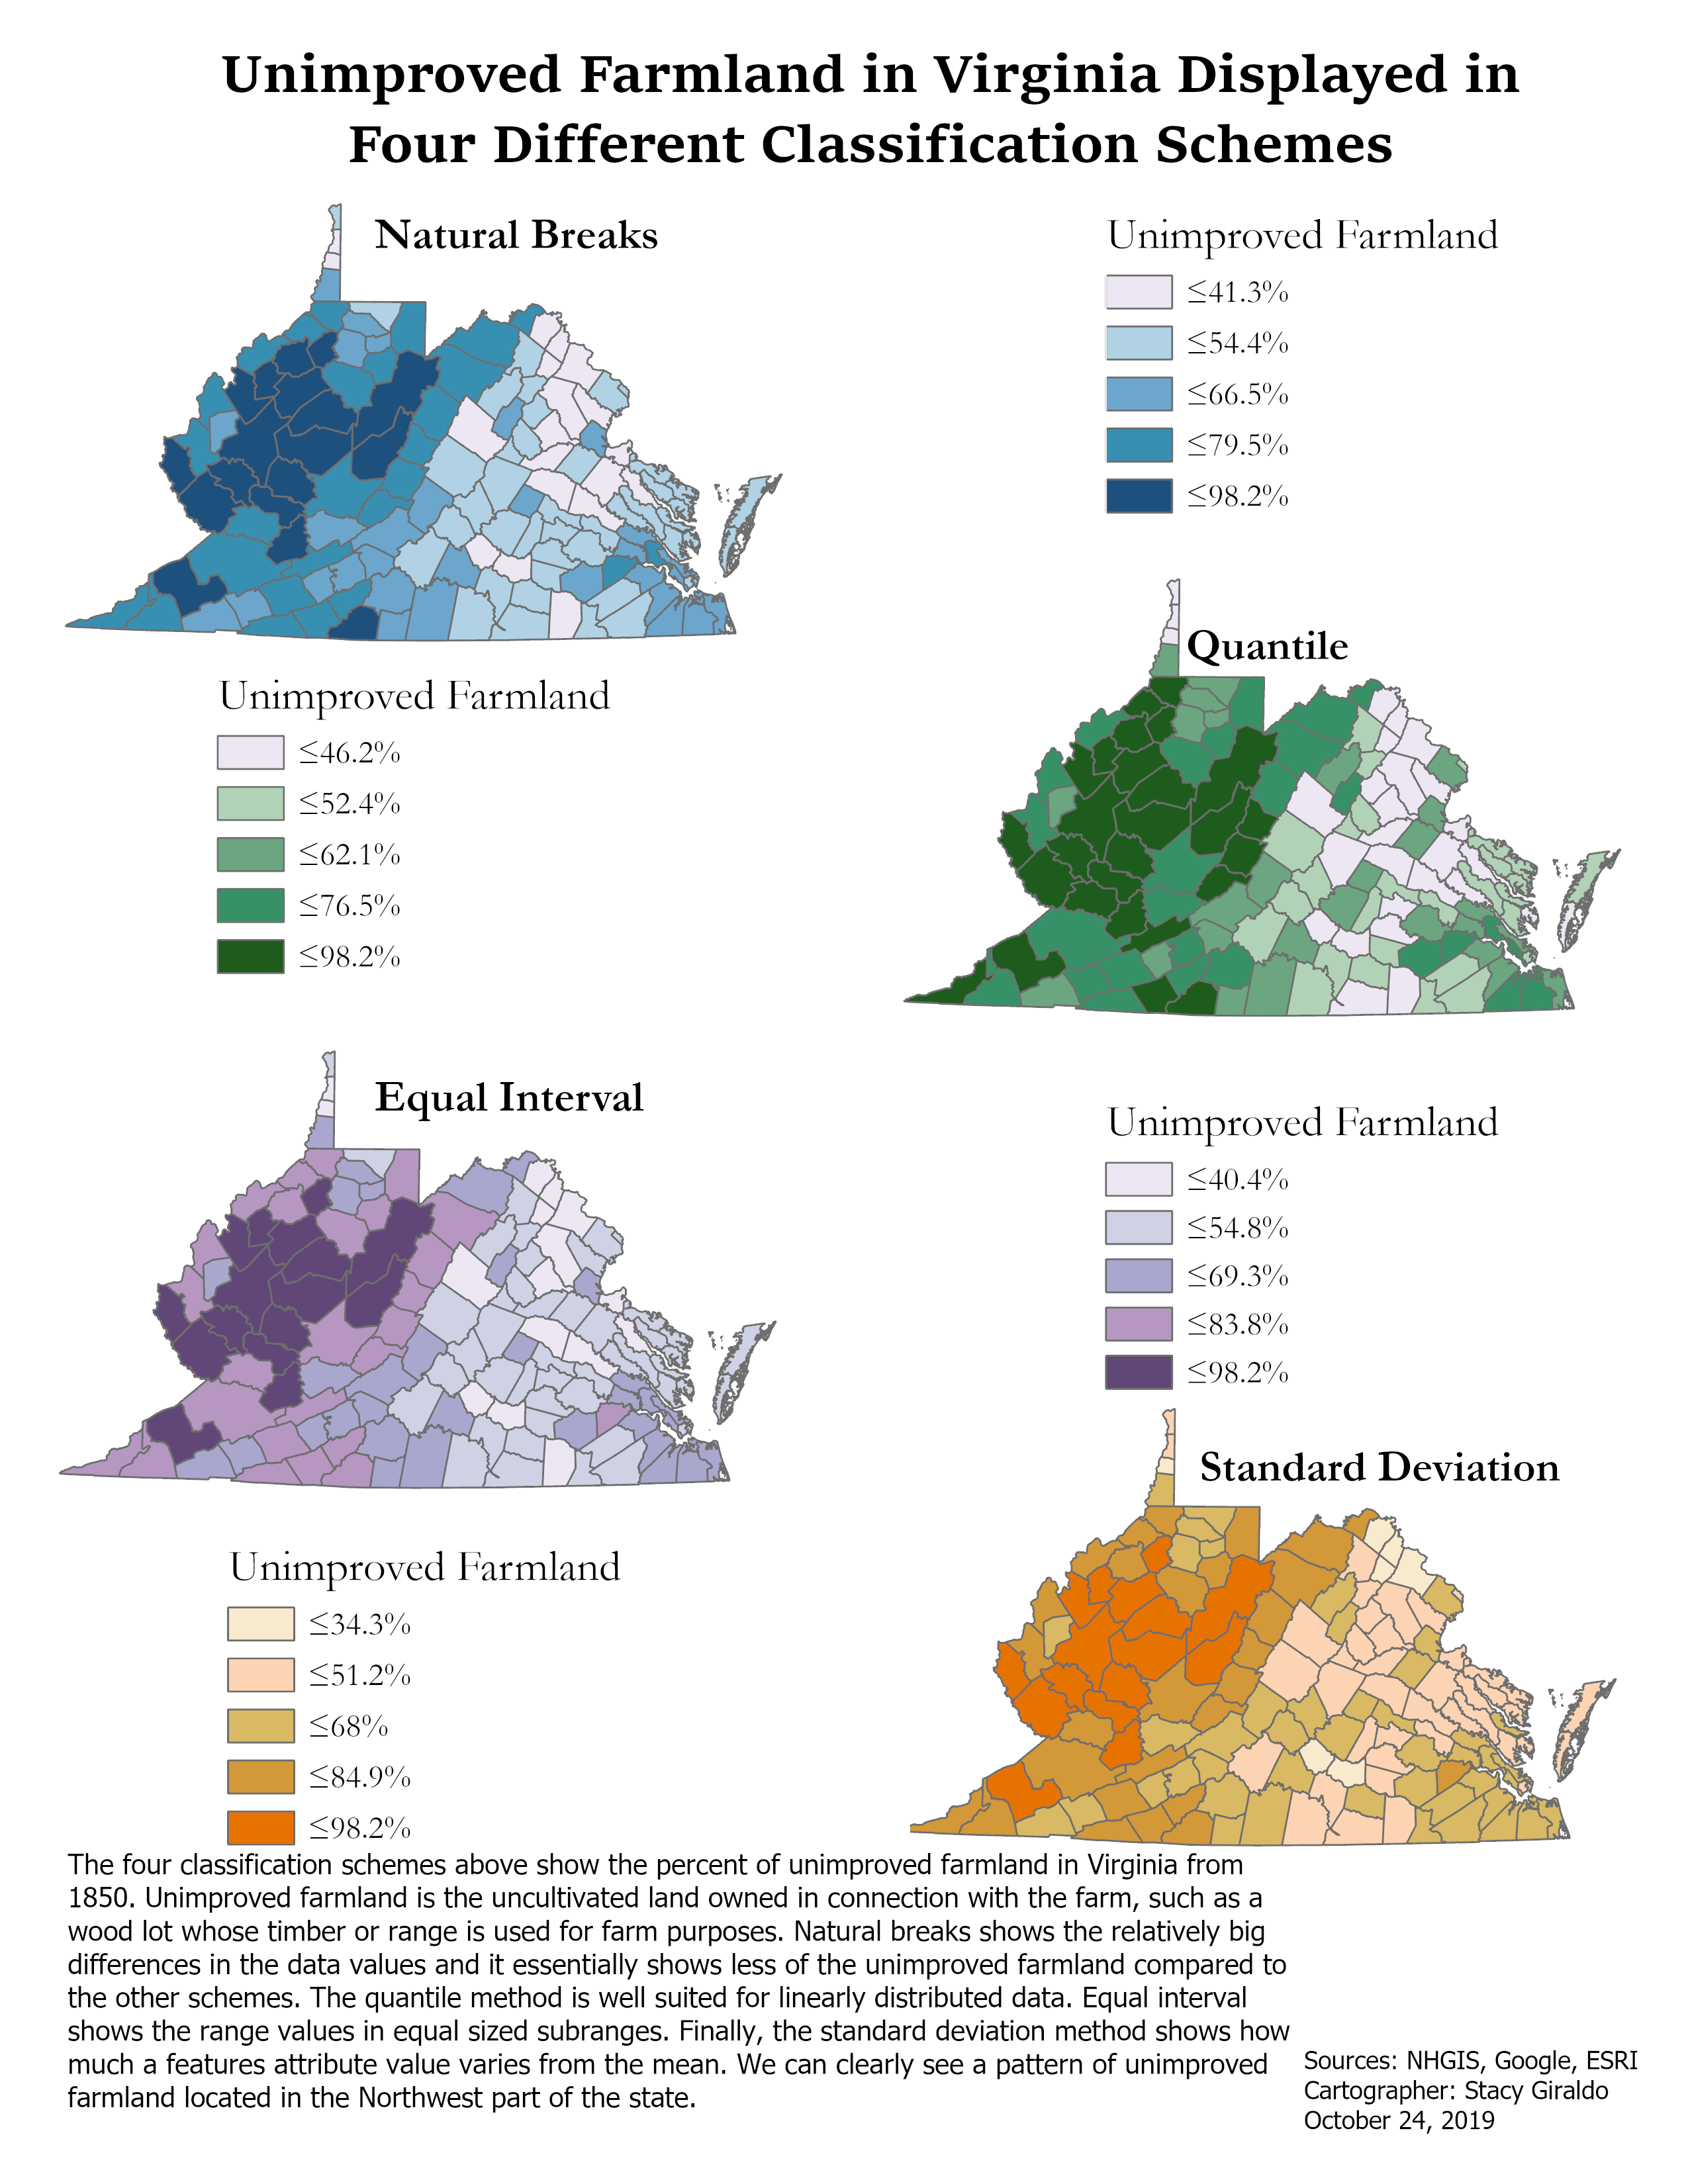 Unimproved Farmland in Virginia Displayed in
Four Different Classification Schemes
Natural Breaks
Unimproved Farmland
≤41.3%
≤54.4%
≤66.5%
≤79.5%
≤98.2%
Quantile
Unimproved Farmland
≤46.2%
≤52.4%
≤62.1%
≤76.5%
≤98.2%
Equal Interval
Unimproved Farmland
≤40.4%
≤54.8%
≤69.3%
≤83.8%
≤98.2%
Standard Deviation
Unimproved Farmland
≤34.3%
≤51.2%
≤68%
≤84.9%
≤98.2%
The four classification schemes above show the percent of unimproved farmland in Virginia from
1850. Unimproved farmland is the uncultivated land owned in connection with the farm, such as a
wood lot whose timber or range is used for farm purposes. Natural breaks shows the relatively big
differences in the data values and it essentially shows less of the unimproved farmland compared to
the other schemes. The quantile method is well suited for linearly distributed data. Equal interval
shows the range values in equal sized subranges. Finally, the standard deviation method shows how
much a features attribute value varies from the mean. We can clearly see a pattern of unimproved
farmland located in the Northwest part of the state.
Sources: NHGIS, Google, ESRI
Cartographer: Stacy Giraldo
October 24, 2019